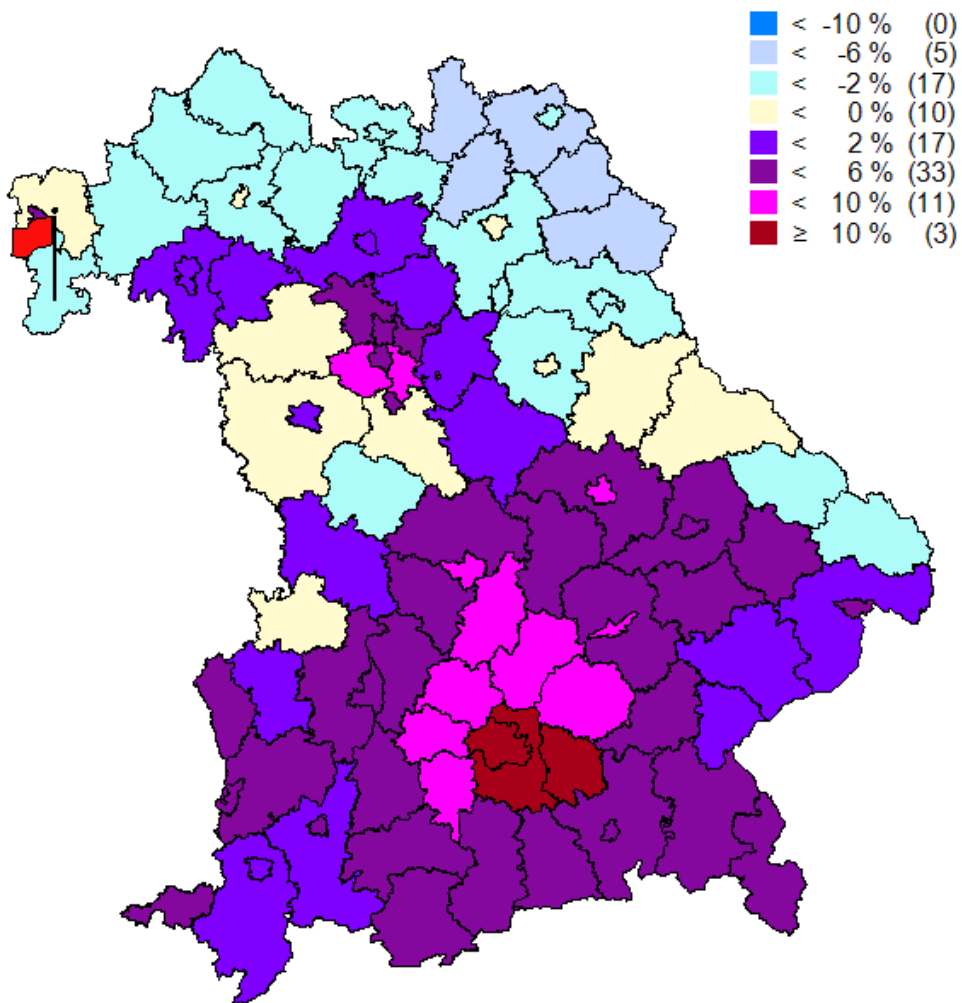 < -10 % (0)
< -6 % (5)
< -2 % (17)
< 0 % (10)
< 2 % (17)
< 6 % (33)
< 10 % (11)
≥ 10 % (3)